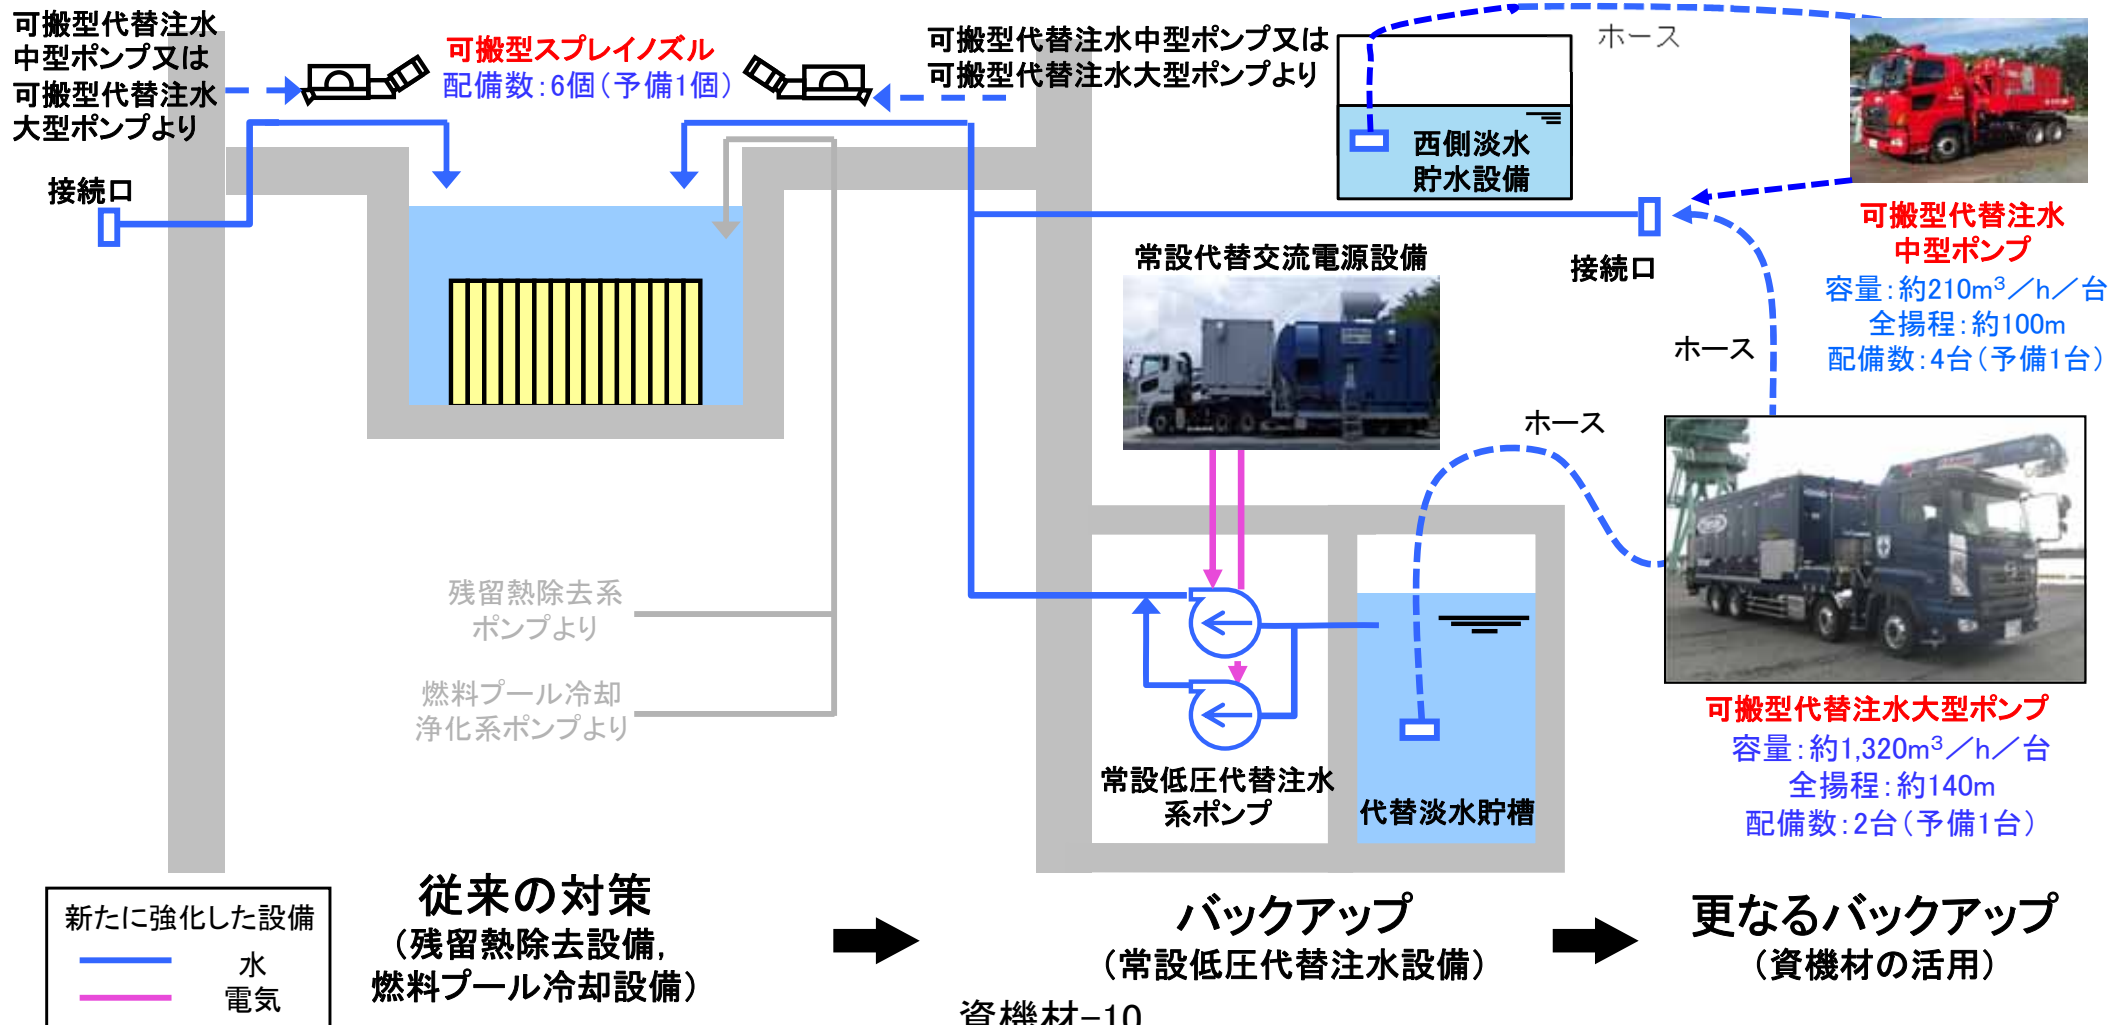 可搬型代替注水
中型ポンプ又は
可搬型代替注水
大型ポンプより
可搬型スプレイノズル
配備数:6個(予備1個)
可搬型代替注水中型ポンプ又は
可搬型代替注水大型ポンプより
ホース
西側淡水
貯水設備
接続口
常設代替交流電源設備
接続口
可搬型代替注水
中型ポンプ
容量:約210m³/h/台
全揚程:約100m
配備数:4台(予備1台)
ホース
ホース
残留熱除去系
ポンプより
燃料プール冷却
浄化系ポンプより
常設低圧代替注水
系ポンプ
代替淡水貯槽
可搬型代替注水大型ポンプ
容量:約1,320m³/h/台
全揚程:約140m
配備数:2台(予備1台)
新たに強化した設備
水
電気
従来の対策
(残留熱除去設備,
燃料プール冷却設備)
バックアップ
(常設低圧代替注水設備)
更なるバックアップ
(資機材の活用)
資機材-10